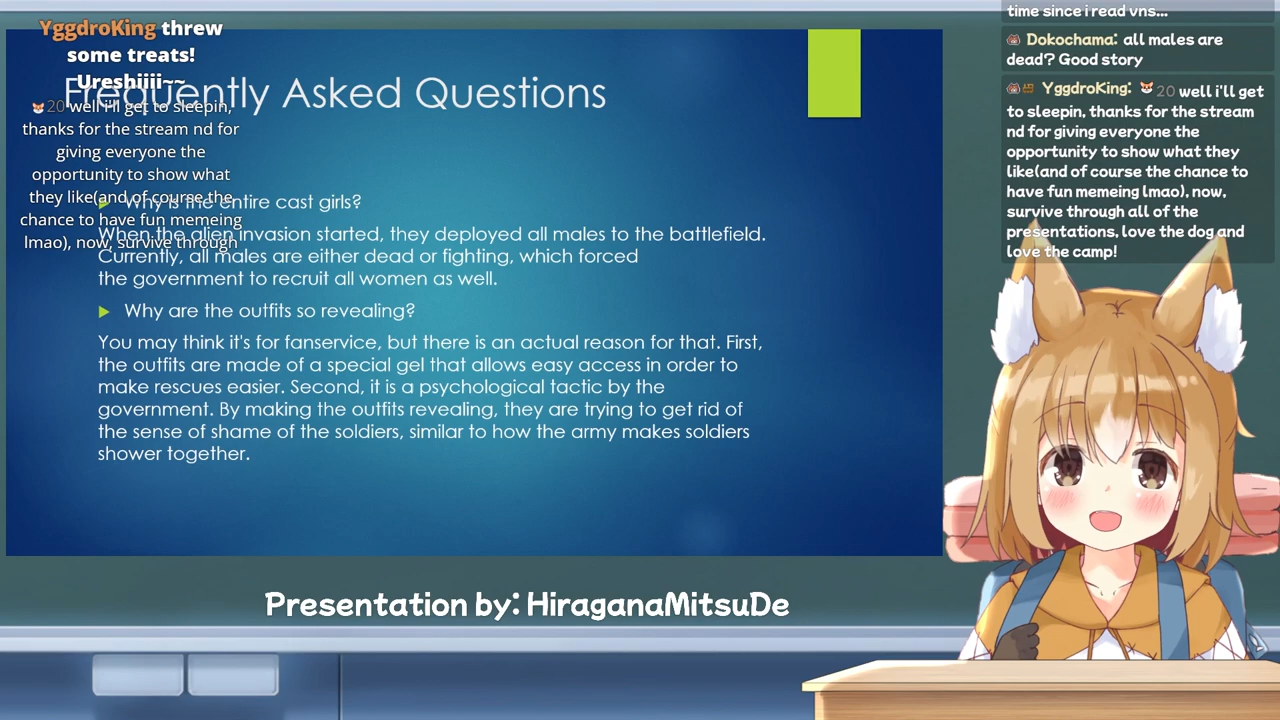 YggdroKing threw
some treats!
Ureshiiii~~
20 well i'll get to sleepin,
thanks for the stream nd for
giving everyone the
opportunity to show what
they like(and of course the
chance to have fun memeing
lmao), now, survive through
Frequently Asked Questions
Why is the entire cast girls?
When the alien invasion started, they deployed all males to the battlefield.
Currently, all males are either dead or fighting, which forced
the government to recruit all women as well.
Why are the outfits so revealing?
You may think it's for fanservice, but there is an actual reason for that. First,
the outfits are made of a special gel that allows easy access in order to
make rescues easier. Second, it is a psychological tactic by the
government. By making the outfits revealing, they are trying to get rid of
the sense of shame of the soldiers, similar to how the army makes soldiers
shower together.
Presentation by: HiraganaMitsuDe
time since i read vns...
Dokochama: all males are
dead? Good story
YggdroKing: 20 well i'll get
to sleepin, thanks for the stream
nd for giving everyone the
opportunity to show what they
like(and of course the chance to
have fun memeing lmao), now,
survive through all of the
presentations, love the dog and
love the camp!